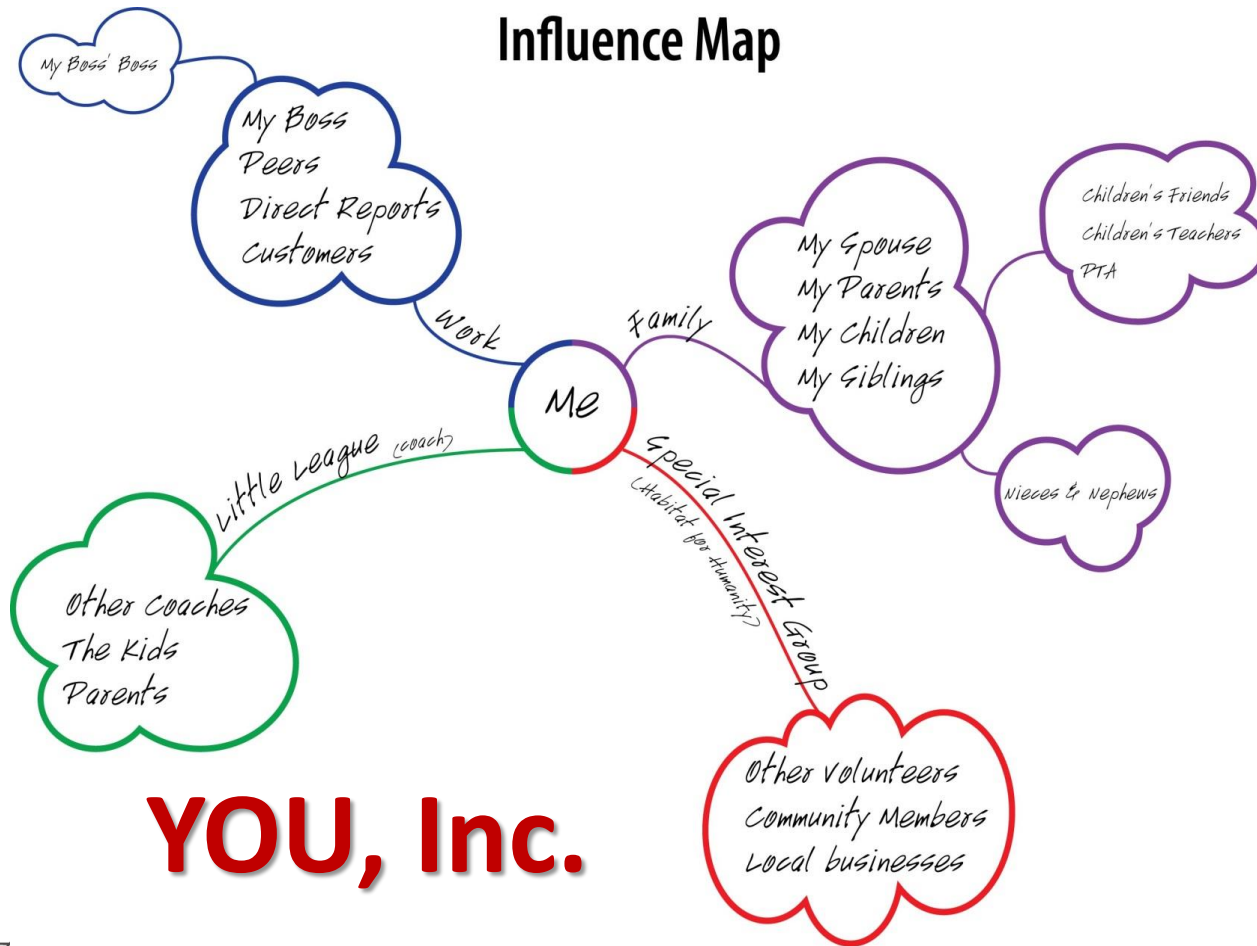 Influence Map
My Boss' Boss
My Boss
Peers
Direct Reports
Customers
Work
Family
My Spouse
My Parents
My Children
My Siblings
Children's Friends
Children's Teachers
PTA
Nieces & Nephews
Me
Little League (coach)
Other Coaches
The Kids
Parents
Special Interest Group
(Habitat for Humanity)
Other Volunteers
Community Members
Local businesses
YOU, Inc.